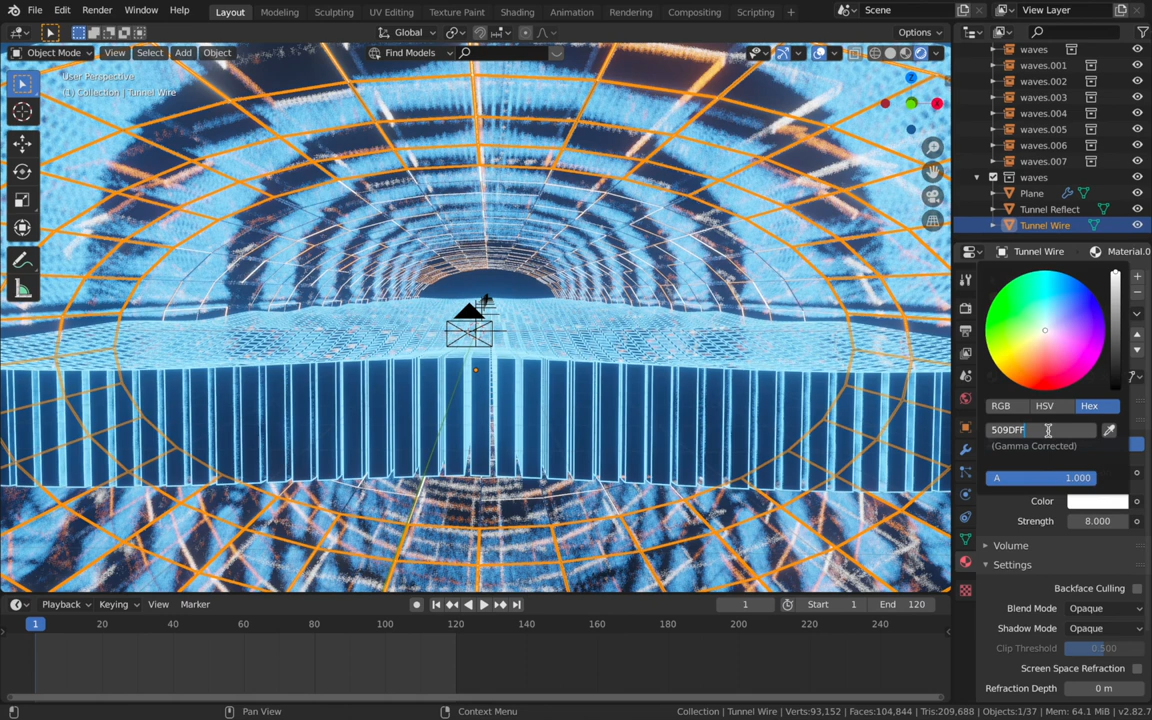 File Edit Render Window Help Layout Modeling Sculpting UV Editing Texture Paint Shading Animation Rendering Compositing Scripting + Scene View Layer
Global Options
Object Mode View Select Add Object Find Models
User Perspective
(1) Collection | Tunnel Wire
Z
waves
waves.001
waves.002
waves.003
waves.004
waves.005
waves.006
waves.007
waves
Plane
Tunnel Reflect
Tunnel Wire
Tunnel Wire Material.0
RGB HSV Hex
509DFF
(Gamma Corrected)
A 1.000
Color
Strength 8.000
Volume
Settings
Backface Culling
Blend Mode Opaque
Shadow Mode Opaque
Clip Threshold 0.500
Screen Space Refraction
Refraction Depth 0 m
Playback Keying View Marker 1 Start 1 End 120
1 20 40 60 80 100 120 140 160 180 200 220 240
Pan View Context Menu Collection | Tunnel Wire | Verts:93,152 | Faces:104,844 | Tris:209,688 | Objects:1/37 | Mem: 64.1 MiB | v2.82.7